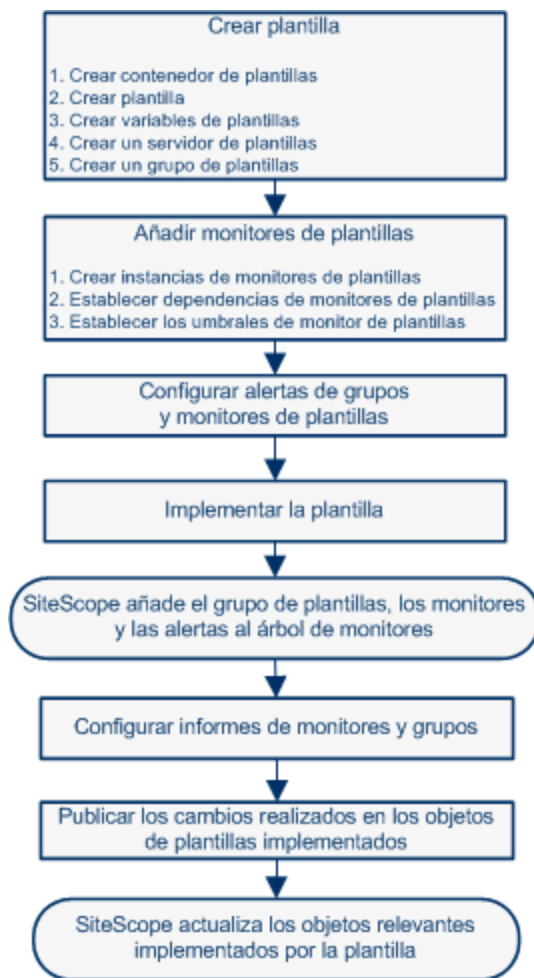 Crear plantilla
1. Crear contenedor de plantillas
2. Crear plantilla
3. Crear variables de plantillas
4. Crear un servidor de plantillas
5. Crear un grupo de plantillas
Añadir monitores de plantillas
1. Crear instancias de monitores de plantillas
2. Establecer dependencias de monitores de plantillas
3. Establecer los umbrales de monitor de plantillas
Configurar alertas de grupos
y monitores de plantillas
Implementar la plantilla
SiteScope añade el grupo de plantillas, los monitores
y las alertas al árbol de monitores
Configurar informes de monitores y grupos
Publicar los cambios realizados en los objetos
de plantillas implementados
SiteScope actualiza los objetos relevantes
implementados por la plantilla